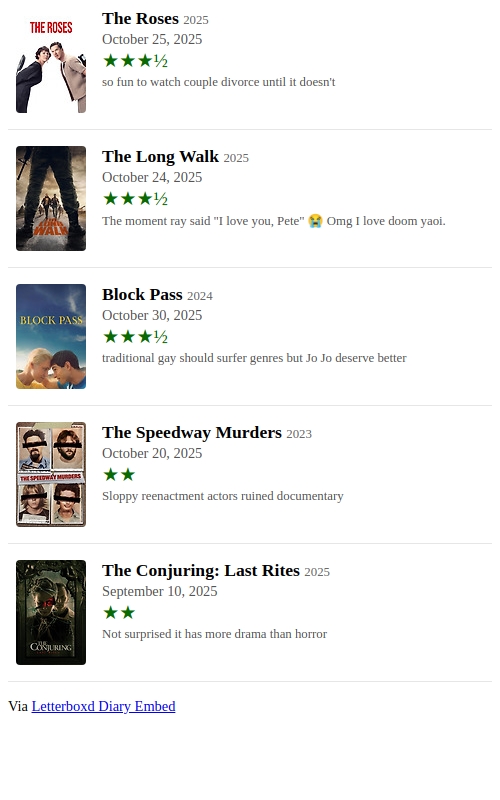 THE ROSES
The Roses 2025
October 25, 2025
★★★½
so fun to watch couple divorce until it doesn't
THE LONG WALK
The Long Walk 2025
October 24, 2025
★★★½
The moment ray said "I love you, Pete" 😭 Omg I love doom yaoi.
BLOCK PASS
Block Pass 2024
October 30, 2025
★★★½
traditional gay should surfer genres but Jo Jo deserve better
THE SPEEDWAY MURDERS
The Speedway Murders 2023
October 20, 2025
★★
Sloppy reenactment actors ruined documentary
THE CONJURING
The Conjuring: Last Rites 2025
September 10, 2025
★★
Not surprised it has more drama than horror
Via Letterboxd Diary Embed